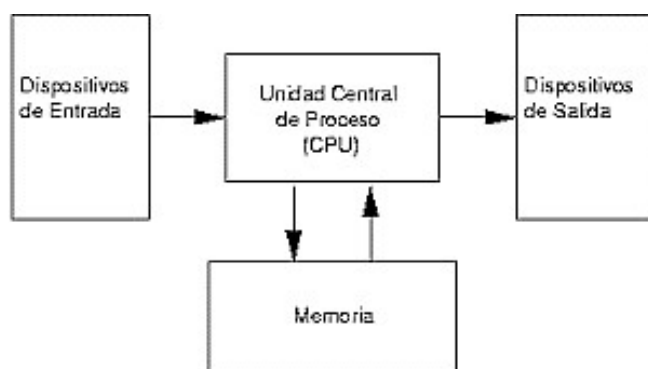 Dispositivos
de Entrada
Unidad Central
de Proceso
(CPU)
Dispositivos
de Salida
Memoria